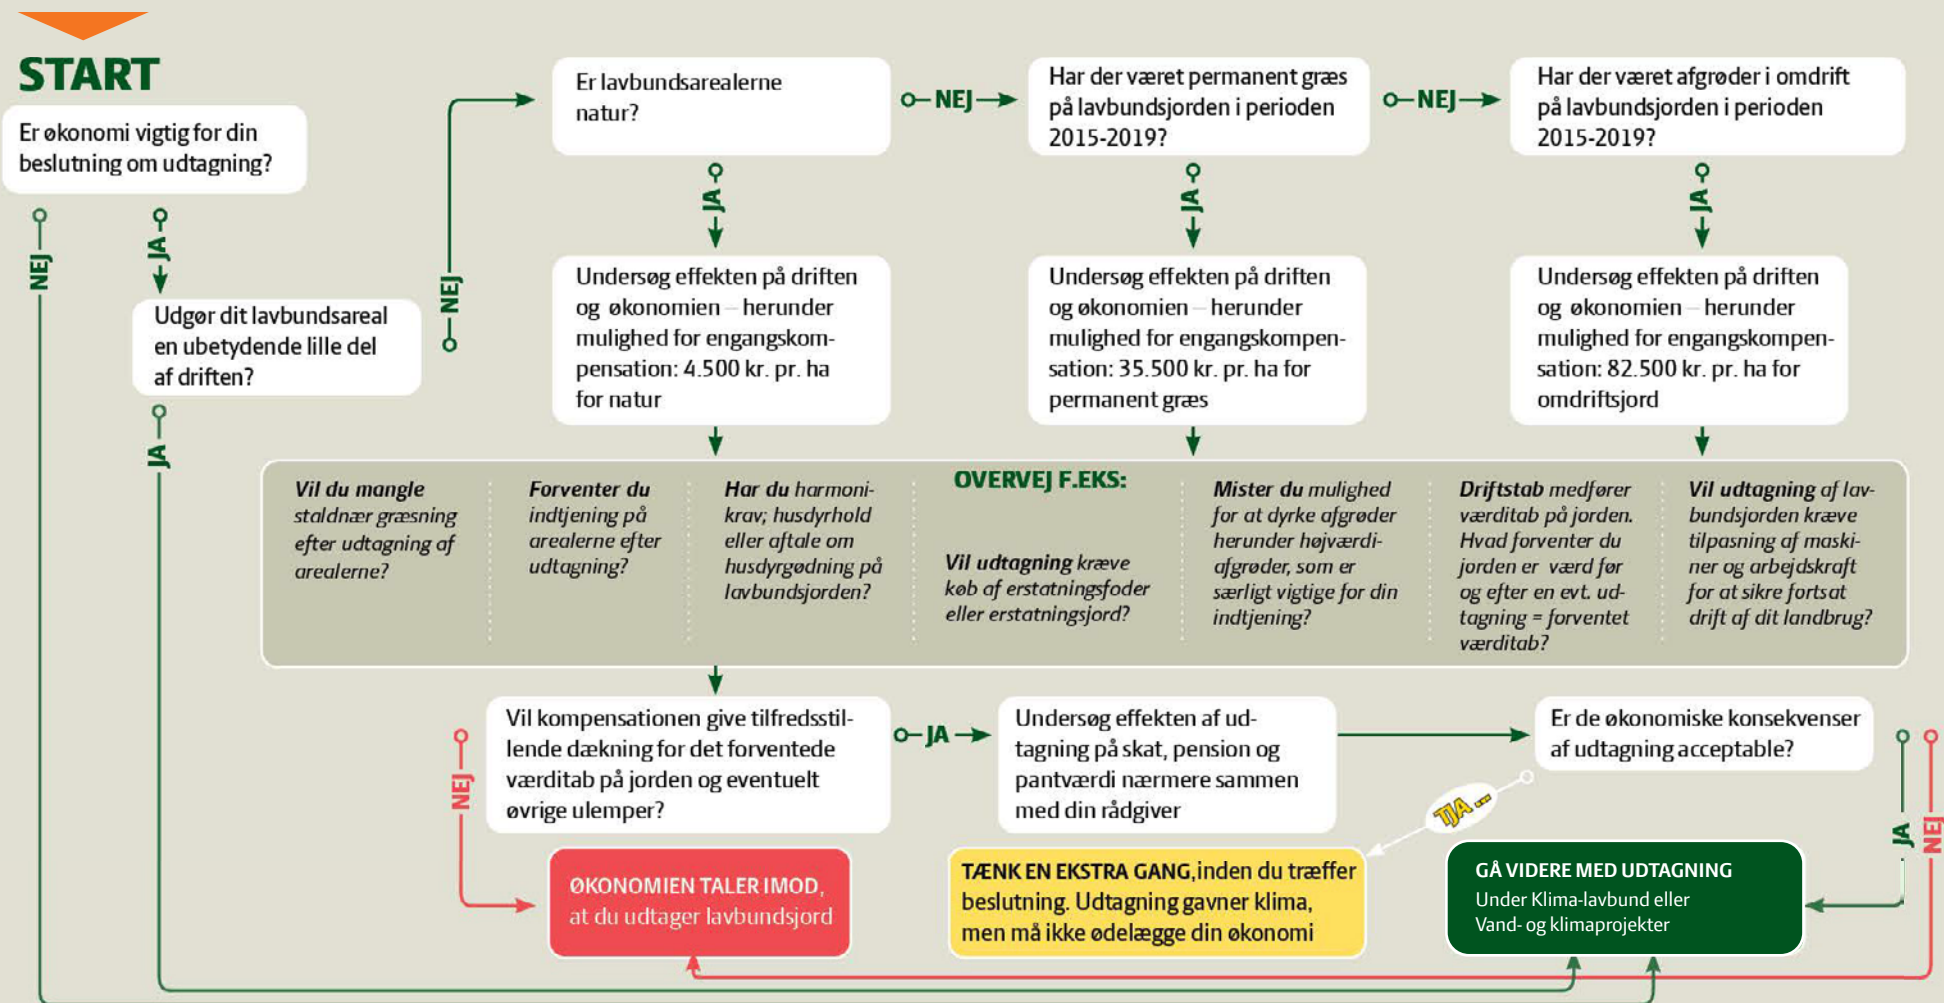 START
Er økonomi vigtig for din
beslutning om udtagning?
NEJ
JA
Udgør dit lavbundsareal
en ubetydende lille del
af driften?
NEJ
JA
Er lavbundsarealerne
natur?
NEJ
JA
Har der været permanent græs
på lavbundsjorden i perioden
2015-2019?
NEJ
JA
Har der været afgrøder i omdrift
på lavbundsjorden i perioden
2015-2019?
JA
Undersøg effekten på driften
og økonomien – herunder
mulighed for engangskom-
pensation: 4.500 kr. pr. ha
for natur
Undersøg effekten på driften
og økonomien – herunder
mulighed for engangskompen-
sation: 35.500 kr. pr. ha for
permanent græs
Undersøg effekten på driften
og økonomien – herunder
mulighed for engangskompen-
sation: 82.500 kr. pr. ha for
omdriftsjord
OVERVEJ F.EKS:
Vil du mangle
staldnær græsning
efter udtagning af
arealerne?
Forventer du
indtjening på
arealerne efter
udtagning?
Har du harmoni-
krav; husdyrhold
eller aftale om
husdyrgødning på
lavbundsjorden?
Vil udtagning kræve
køb af erstatningsfoder
eller erstatningsjord?
Mister du mulighed
for at dyrke afgrøder
herunder højværdi-
afgrøder, som er
særligt vigtige for din
indtjening?
Driftstab medfører
værditab på jorden.
Hvad forventer du
jorden er værd før
og efter en evt. ud-
tagning = forventet
værditab?
Vil udtagning af lav-
bundsjorden kræve
tilpasning af maski-
ner og arbejdskraft
for at sikre fortsat
drift af dit landbrug?
Vil kompensationen give tilfredsstil-
lende dækning for det forventede
værditab på jorden og eventuelt
øvrige ulemper?
NEJ
JA
Undersøg effekten af ud-
tagning på skat, pension og
pantværdi nærmere sammen
med din rådgiver
Er de økonomiske konsekvenser
af udtagning acceptable?
TJA ...
JA
NEJ
ØKONOMIEN TALER IMOD,
at du udtager lavbundsjord
TÆNK EN EKSTRA GANG, inden du træffer
beslutning. Udtagning gavner klima,
men må ikke ødelægge din økonomi
GÅ VIDERE MED UDTAGNING
Under Klima-lavbund eller
Vand- og klimaprojekter